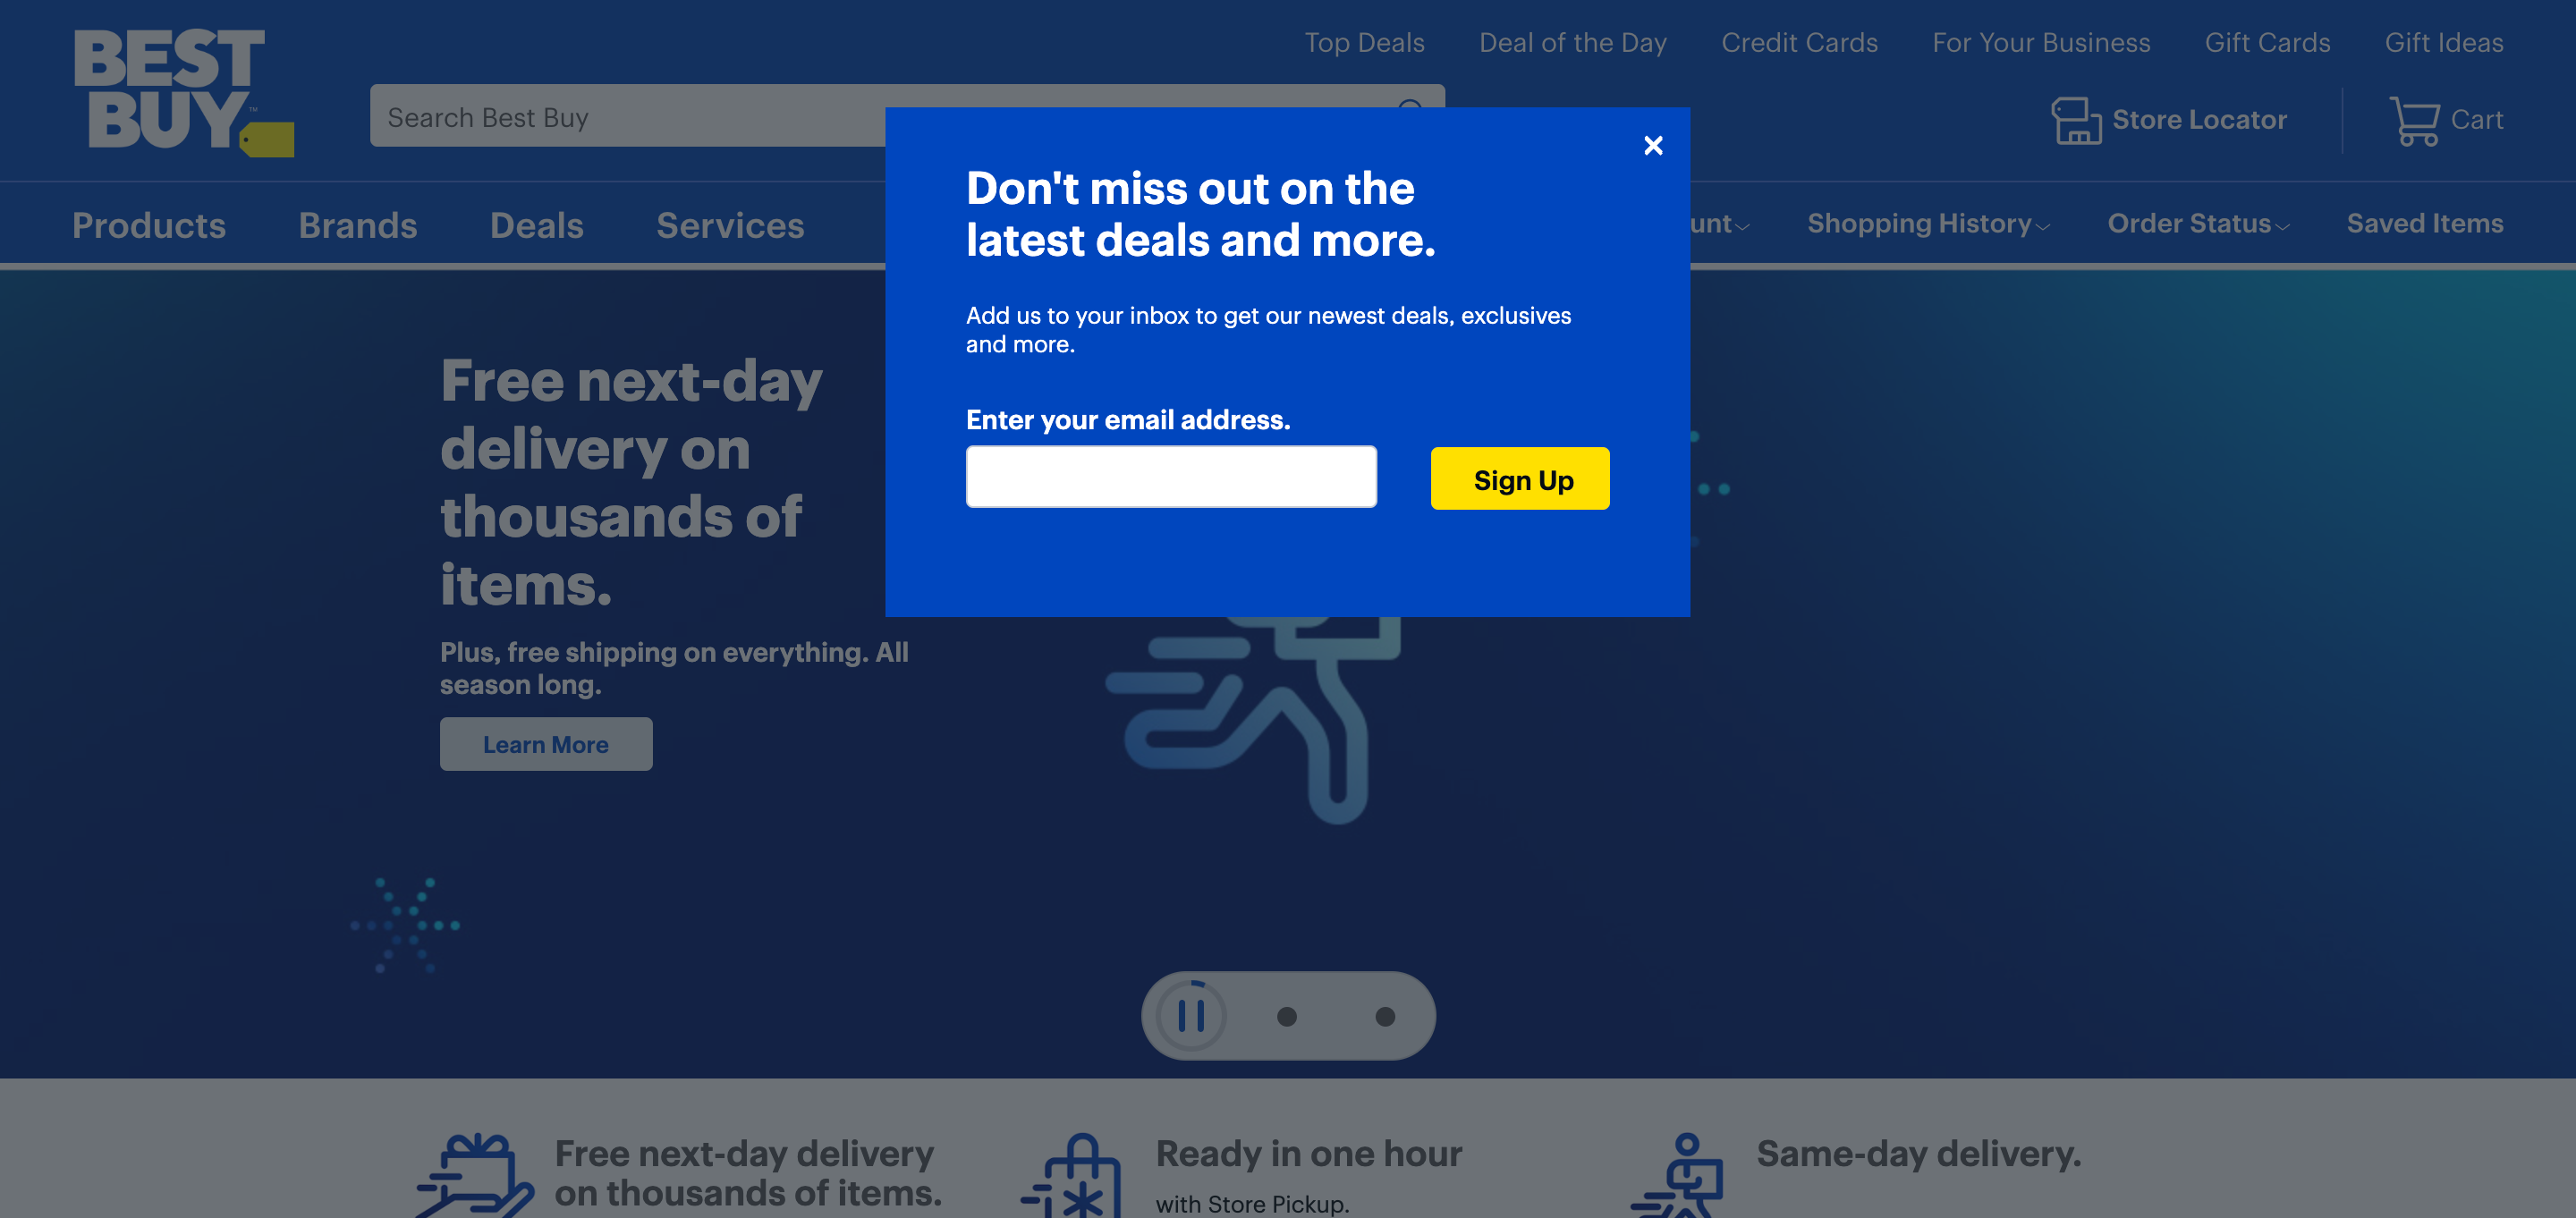 BEST
BUY™
Top Deals
Deal of the Day
Credit Cards
For Your Business
Gift Cards
Gift Ideas
Search Best Buy
Store Locator
Cart
Products
Brands
Deals
Services
unt
Shopping History
Order Status
Saved Items
Don't miss out on the
latest deals and more.
Add us to your inbox to get our newest deals, exclusives
and more.
Enter your email address.
Sign Up
Free next-day
delivery on
thousands of
items.
Plus, free shipping on everything. All
season long.
Learn More
Free next-day delivery
on thousands of items.
Ready in one hour
with Store Pickup.
Same-day delivery.